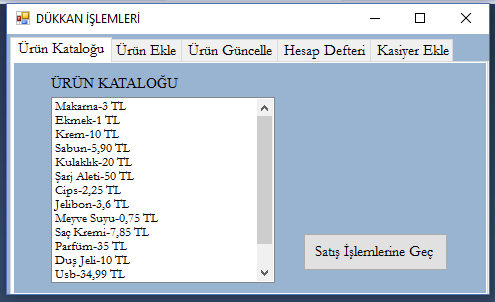 DÜKKAN İŞLEMLERİ
Ürün Kataloğu Ürün Ekle Ürün Güncelle Hesap Defteri Kasiyer Ekle
ÜRÜN KATALOĞU
Makarna-3 TL
Ekmek-1 TL
Krem-10 TL
Sabun-5,90 TL
Kulaklık-20 TL
Şarj Aleti-50 TL
Cips-2,25 TL
Jelibon-3,6 TL
Meyve Suyu-0,75 TL
Saç Kremi-7,85 TL
Parfüm-35 TL
Duş Jeli-10 TL
Usb-34,99 TL
Satış İşlemlerine Geç